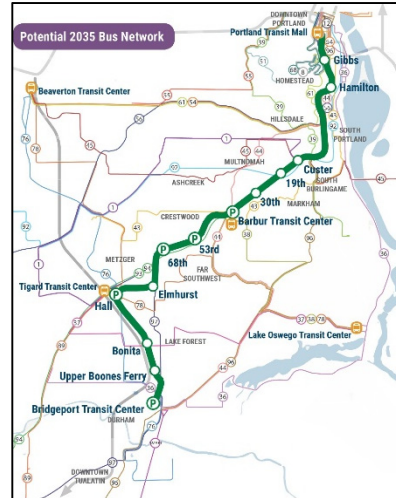 Potential 2035 Bus Network
DOWNTOWN
PORTLAND
Portland Transit Mall
Gibbs
HOMESTEAD
Hamilton
Beaverton Transit Center
HILLSDALE
SOUTH
PORTLAND
MULTNOMAH
Custer
ASHCREEK
19th
SOUTH
BURLINGAME
30th
MARKHAM
CRESTWOOD
Barbur Transit Center
53rd
METZGER
68th
FAR
SOUTHWEST
Tigard Transit Center
Elmhurst
Hall
Lake Oswego Transit Center
Bonita
LAKE FOREST
Upper Boones Ferry
Bridgeport Transit Center
DURHAM
DOWNTOWN
TUALATIN